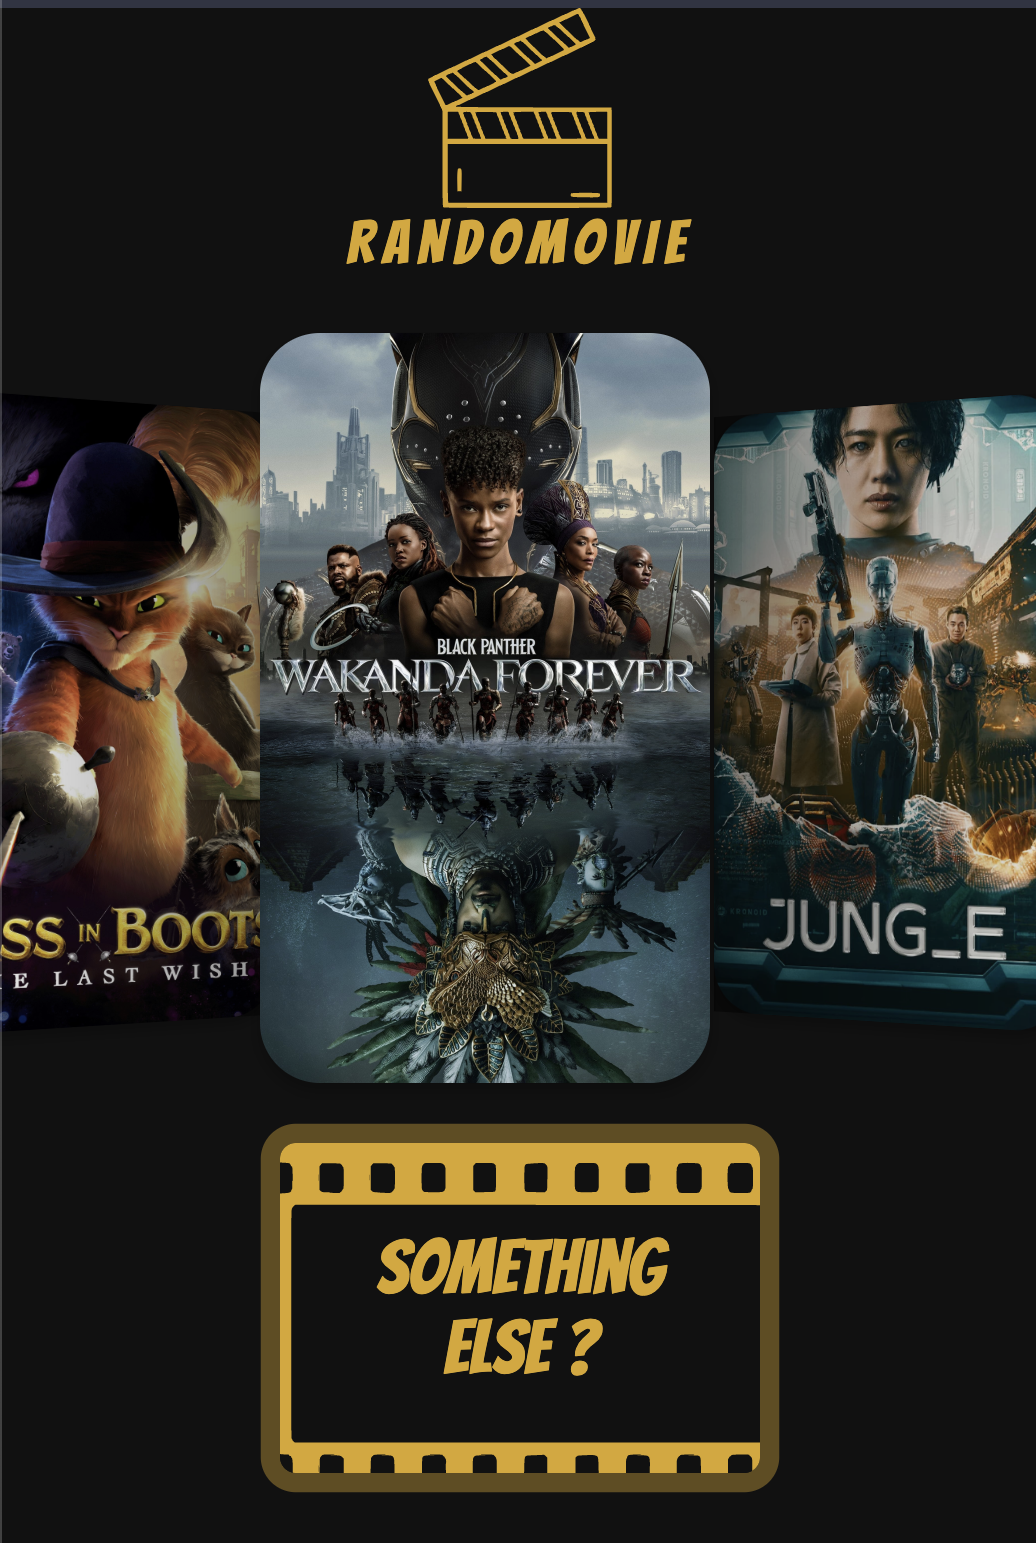 RANDOMOVIE
SS IN BOOTS
E LAST WISH
BLACK PANTHER
WAKANDA FOREVER
JUNG_E
SOMETHING
ELSE ?